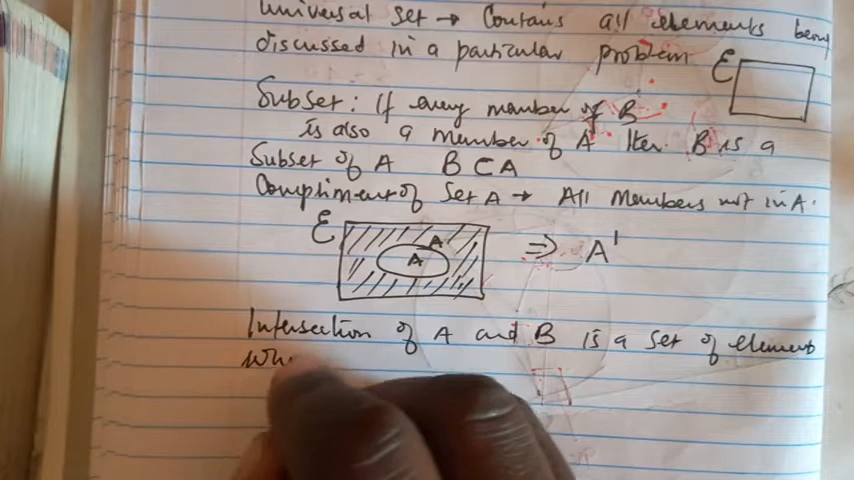 Universal Set → Contains all elements being
discussed in a particular problem ℰ
Subset: If every member of B
is also a member of A then B is a
Subset of A B ⊂ A
Compliment of Set A → All Members not in A.
ℰ A A ⇒ A'
Intersection of A and B is a set of element